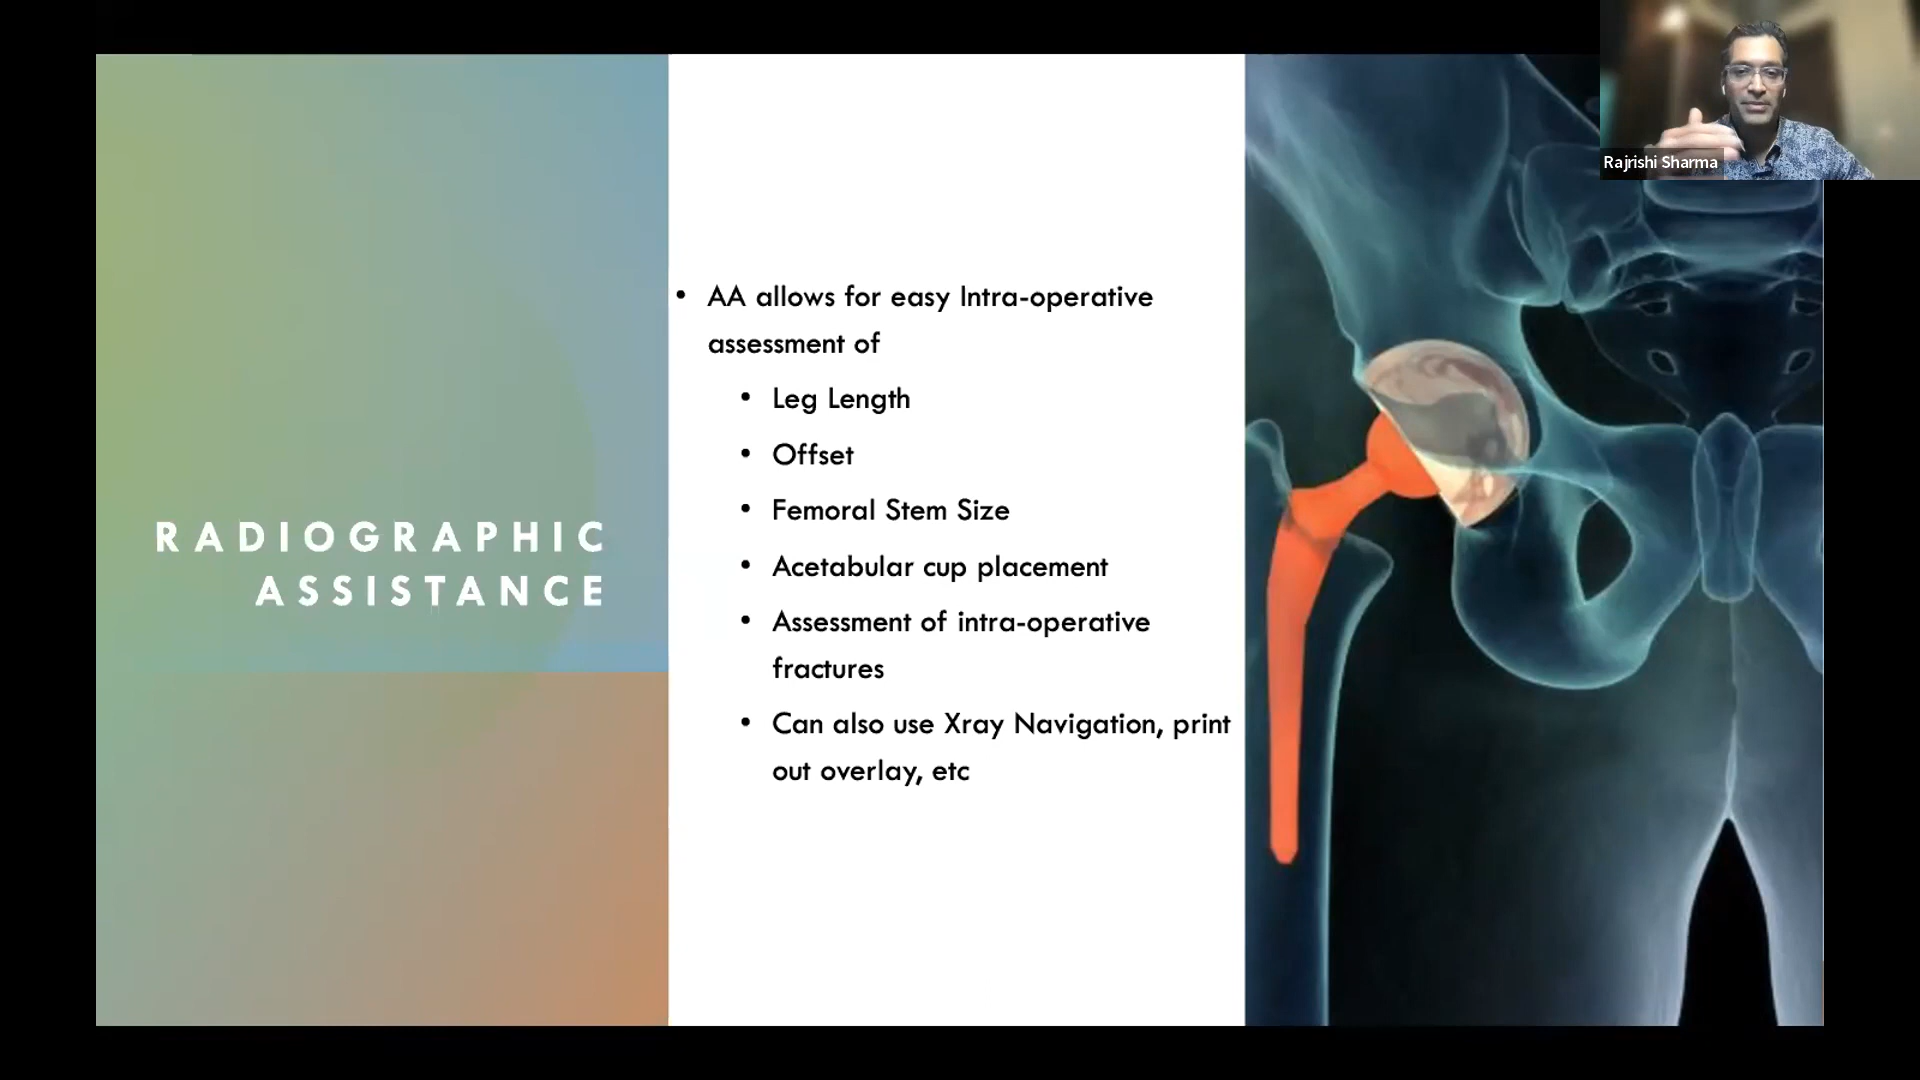 Rajrishi Sharma
RADIOGRAPHIC
ASSISTANCE
• AA allows for easy Intra-operative
assessment of
• Leg Length
• Offset
• Femoral Stem Size
• Acetabular cup placement
• Assessment of intra-operative
fractures
• Can also use Xray Navigation, print
out overlay, etc